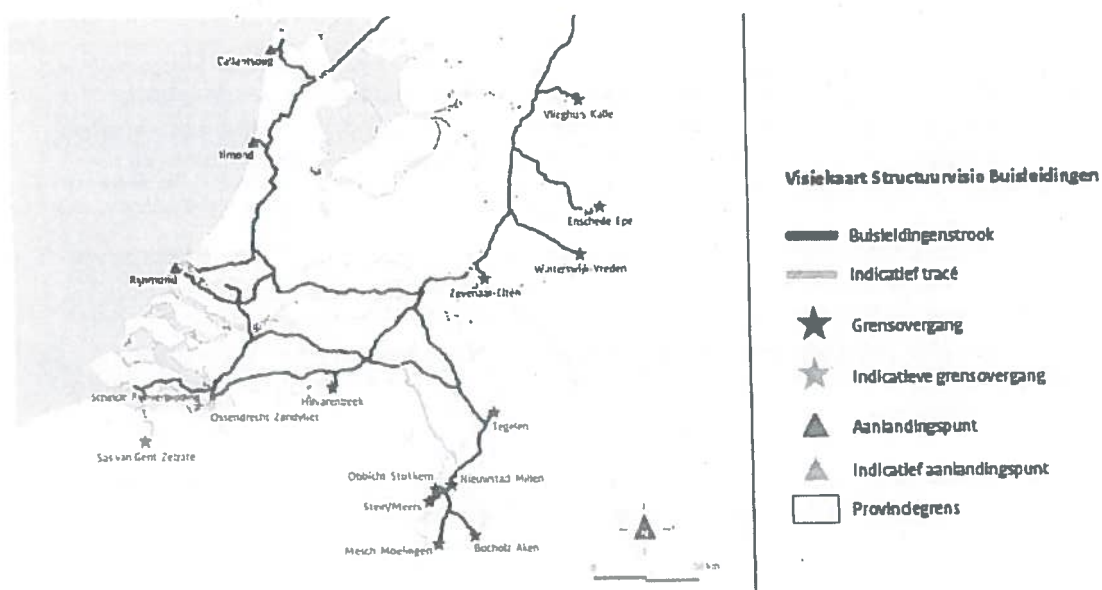 Callantsoog
IJmond
Rijnmond
Vlieghuis Kalle
Enschede Epe
Winterswijk-Vreden
Zevenaar-Elten
Ossendrecht Zandvliet
Hilvarenbeek
Sas van Gent Zelzate
Tegelen
Obbicht Stokkem
Nieuwstad Millen
Stein/Meers
Mesch Moelingen
Bocholz Aken
N
0
km
Visiekaart Structuurvisie Buisleidingen
Buisleidingenstrook
Indicatief tracé
Grensovergang
Indicatieve grensovergang
Aanlandingspunt
Indicatief aanlandingspunt
Provinciegrens